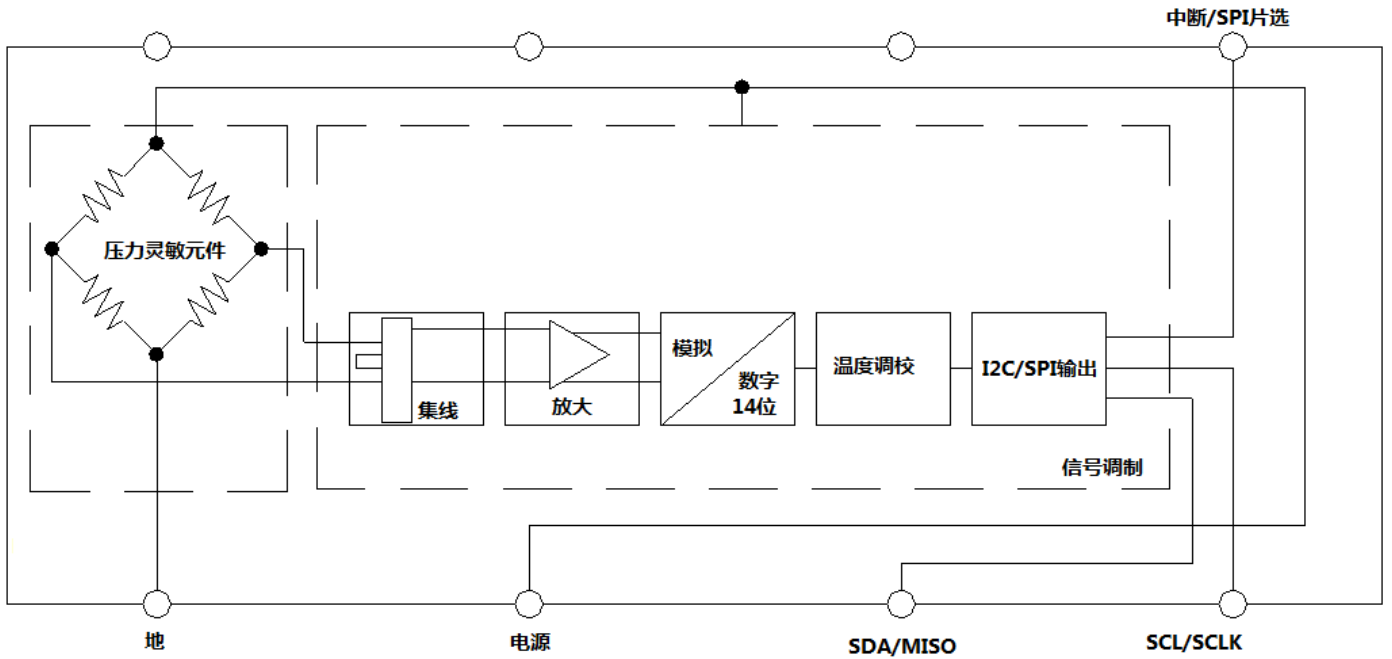 中断/SPI片选
压力灵敏元件
集线
放大
模拟
数字
14位
温度调校
I2C/SPI输出
信号调制
地
电源
SDA/MISO
SCL/SCLK